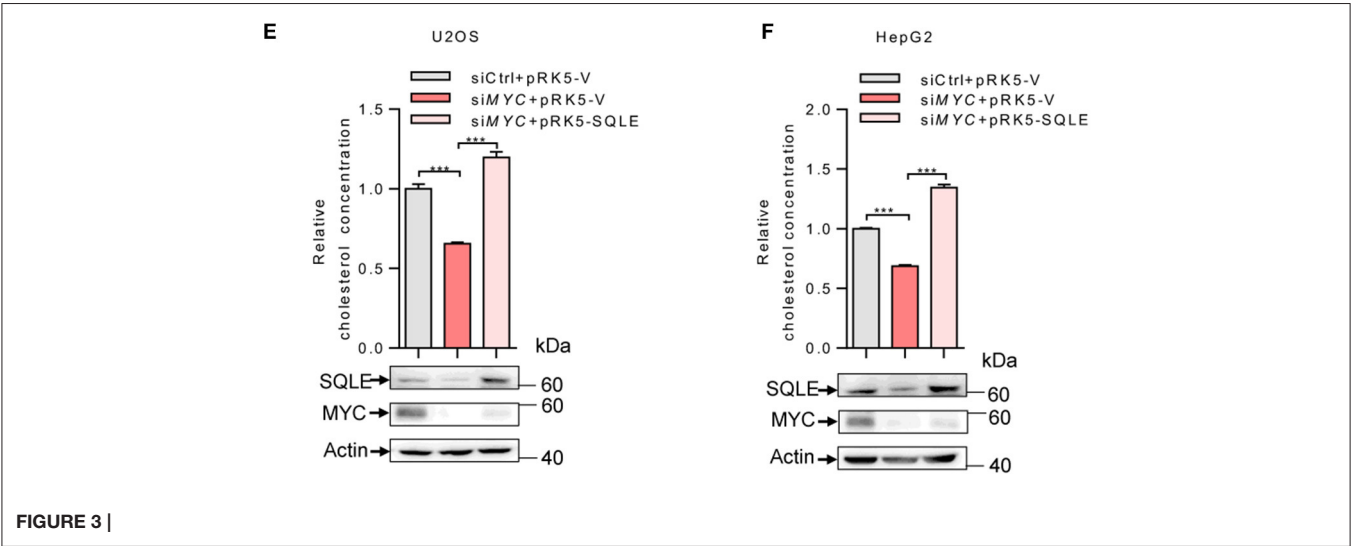 E
U2OS
siCtrl+pRK5-V
siMYC+pRK5-V
siMYC+pRK5-SQLE
Relative
cholesterol concentration
1.5
1.0
0.5
0.0
***
***
kDa
SQLE
60
MYC
60
Actin
40
F
HepG2
siCtrl+pRK5-V
siMYC+pRK5-V
siMYC+pRK5-SQLE
Relative
cholesterol concentration
2.0
1.5
1.0
0.5
0.0
***
***
kDa
SQLE
60
MYC
60
Actin
40
FIGURE 3 |